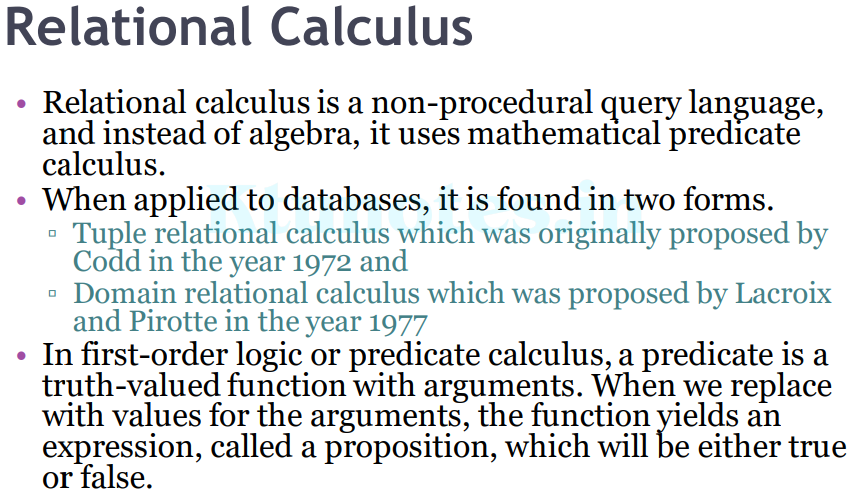 Relational Calculus
• Relational calculus is a non-procedural query language,
and instead of algebra, it uses mathematical predicate
calculus.
• When applied to databases, it is found in two forms.
▫ Tuple relational calculus which was originally proposed by
Codd in the year 1972 and
▫ Domain relational calculus which was proposed by Lacroix
and Pirotte in the year 1977
• In first-order logic or predicate calculus, a predicate is a
truth-valued function with arguments. When we replace
with values for the arguments, the function yields an
expression, called a proposition, which will be either true
or false.